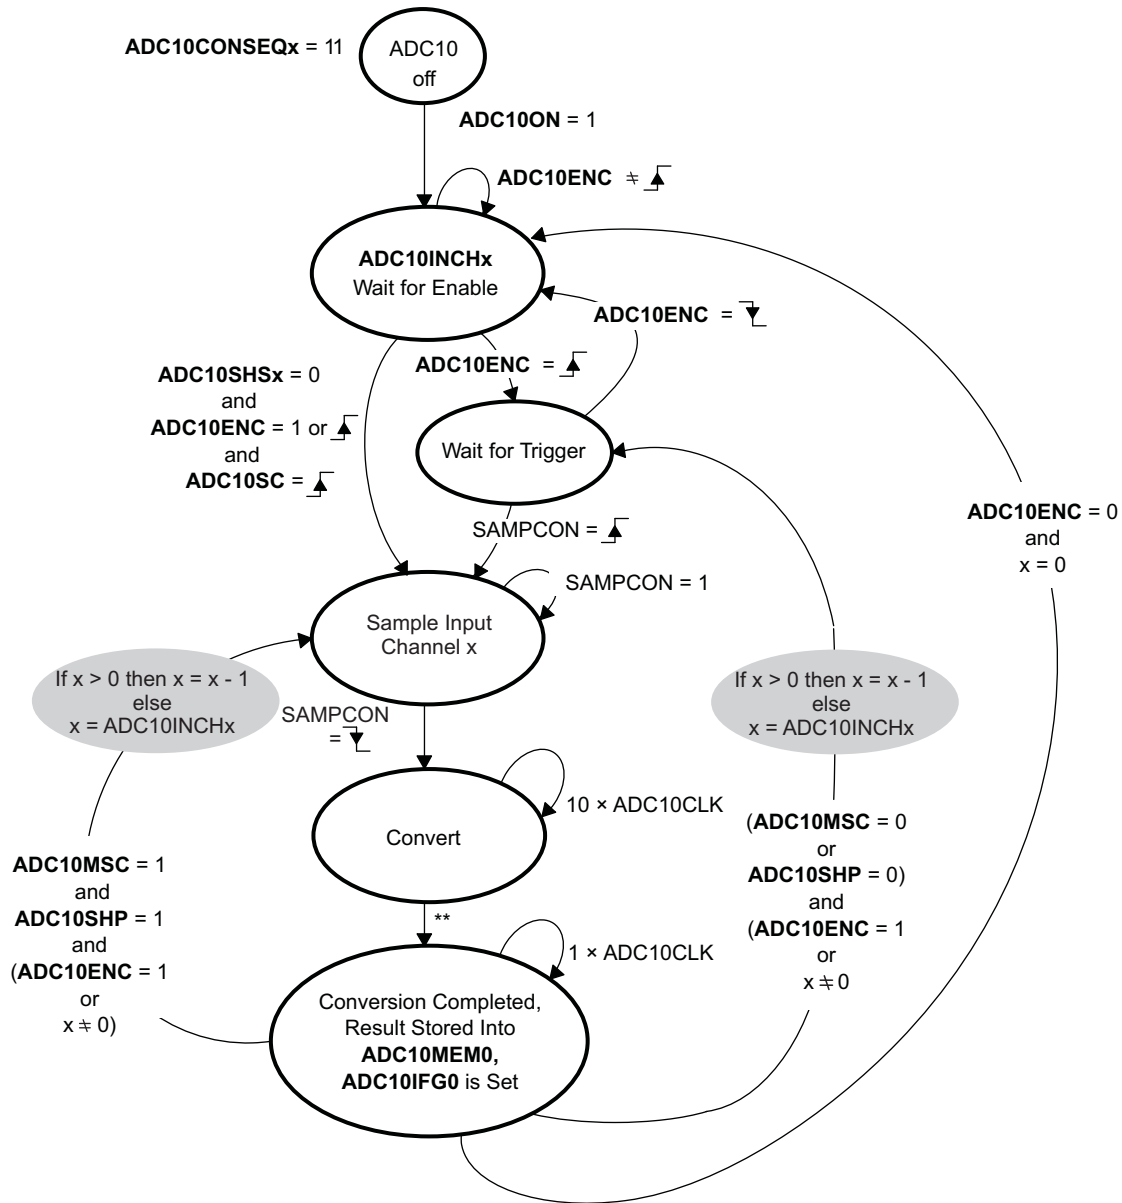 ADC10CONSEQx = 11
ADC10
off
ADC10ON = 1
ADC10ENC ≠
ADC10INCHx
Wait for Enable
ADC10ENC =
ADC10ENC =
ADC10SHSx = 0
and
ADC10ENC = 1 or
and
ADC10SC =
Wait for Trigger
SAMPCON =
ADC10ENC = 0
and
x = 0
SAMPCON = 1
Sample Input
Channel x
If x > 0 then x = x - 1
else
x = ADC10INCHx
If x > 0 then x = x - 1
else
x = ADC10INCHx
SAMPCON
=
10 × ADC10CLK
Convert
(ADC10MSC = 0
or
ADC10SHP = 0)
and
(ADC10ENC = 1
or
x ≠ 0
ADC10MSC = 1
and
ADC10SHP = 1
and
(ADC10ENC = 1
or
x ≠ 0)
**
1 × ADC10CLK
Conversion Completed,
Result Stored Into
ADC10MEM0,
ADC10IFG0 is Set